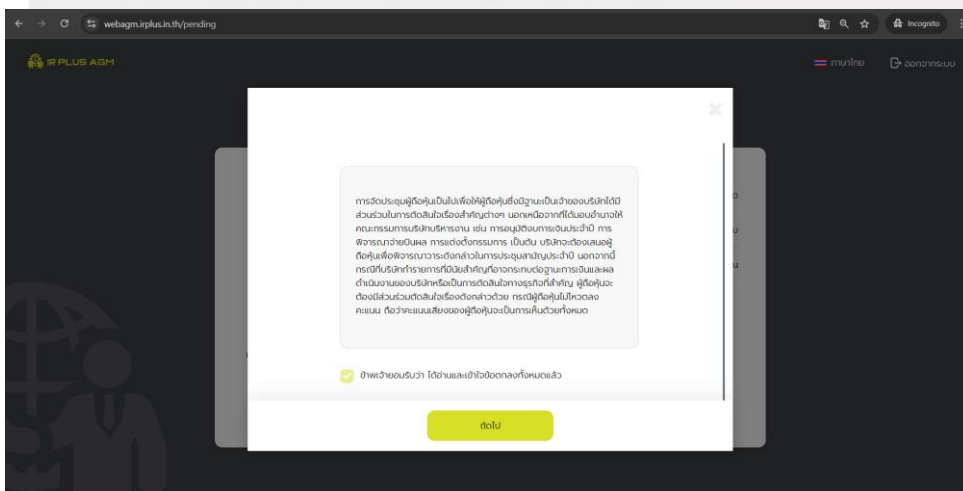 webagm.irplus.in.th/pending
Incognito
IR PLUS AGM
ภาษาไทย
ออกจากระบบ
การจัดประชุมผู้ถือหุ้นเป็นไปเพื่อให้ผู้ถือหุ้นซึ่งมีฐานะเป็นเจ้าของบริษัทได้มี
ส่วนร่วมในการตัดสินใจเรื่องสำคัญต่างๆ นอกเหนือจากที่ได้มอบอำนาจให้
คณะกรรมการบริษัทบริหารงาน เช่น การอนุมัติงบการเงินประจำปี การ
พิจารณาจ่ายปันผล การแต่งตั้งกรรมการ เป็นต้น บริษัทจะต้องเสนอผู้
ถือหุ้นเพื่อพิจารณาวาระดังกล่าวในการประชุมสามัญประจำปี นอกจากนี้
กรณีที่บริษัททำรายการที่มีนัยสำคัญที่อาจกระทบต่อฐานะการเงินและผล
ดำเนินงานของบริษัทหรือเป็นการตัดสินใจทางธุรกิจที่สำคัญ ผู้ถือหุ้นจะ
ต้องมีส่วนร่วมตัดสินใจเรื่องดังกล่าวด้วย กรณีผู้ถือหุ้นไม่โหวตลง
คะแนน ถือว่าคะแนนเสียงของผู้ถือหุ้นจะเป็นการเห็นด้วยทั้งหมด
ข้าพเจ้ายอมรับว่า ได้อ่านและเข้าใจข้อตกลงทั้งหมดแล้ว
ถัดไป